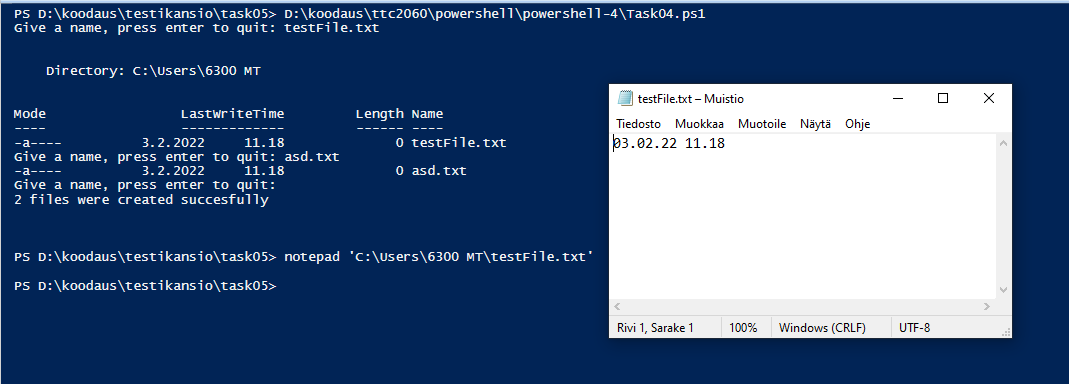 PS D:\koodaus\testikansio\task05> D:\koodaus\ttc2060\powershell\powershell-4\Task04.ps1
Give a name, press enter to quit: testFile.txt
Directory: C:\Users\6300 MT
Mode LastWriteTime Length Name
---- ------------- ------ ----
-a---- 3.2.2022 11.18 0 testFile.txt
Give a name, press enter to quit: asd.txt
-a---- 3.2.2022 11.18 0 asd.txt
Give a name, press enter to quit:
2 files were created succesfully
PS D:\koodaus\testikansio\task05> notepad 'C:\Users\6300 MT\testFile.txt'
PS D:\koodaus\testikansio\task05>
testFile.txt – Muistio
Tiedosto Muokkaa Muotoile Näytä Ohje
03.02.22 11.18
Rivi 1, Sarake 1 100% Windows (CRLF) UTF-8